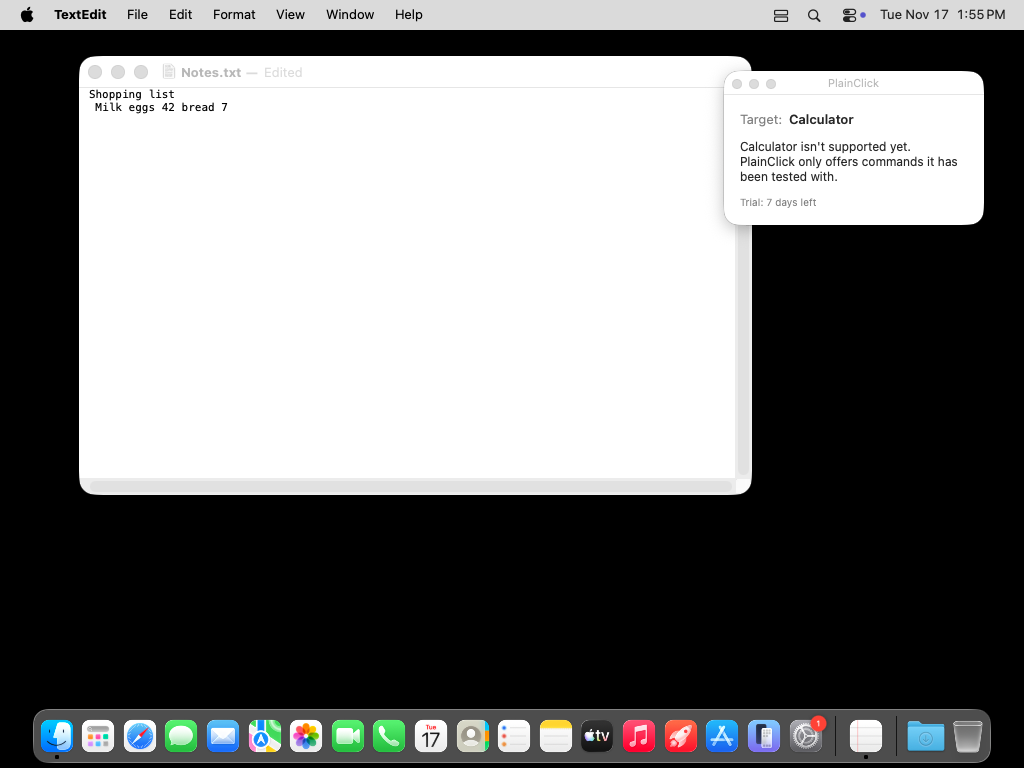 TextEdit File Edit Format View Window Help Tue Nov 17 1:55 PM
Notes.txt — Edited
Shopping list
Milk eggs 42 bread 7
PlainClick
Target: Calculator
Calculator isn't supported yet.
PlainClick only offers commands it has
been tested with.
Trial: 7 days left
tv
Tue
17
1